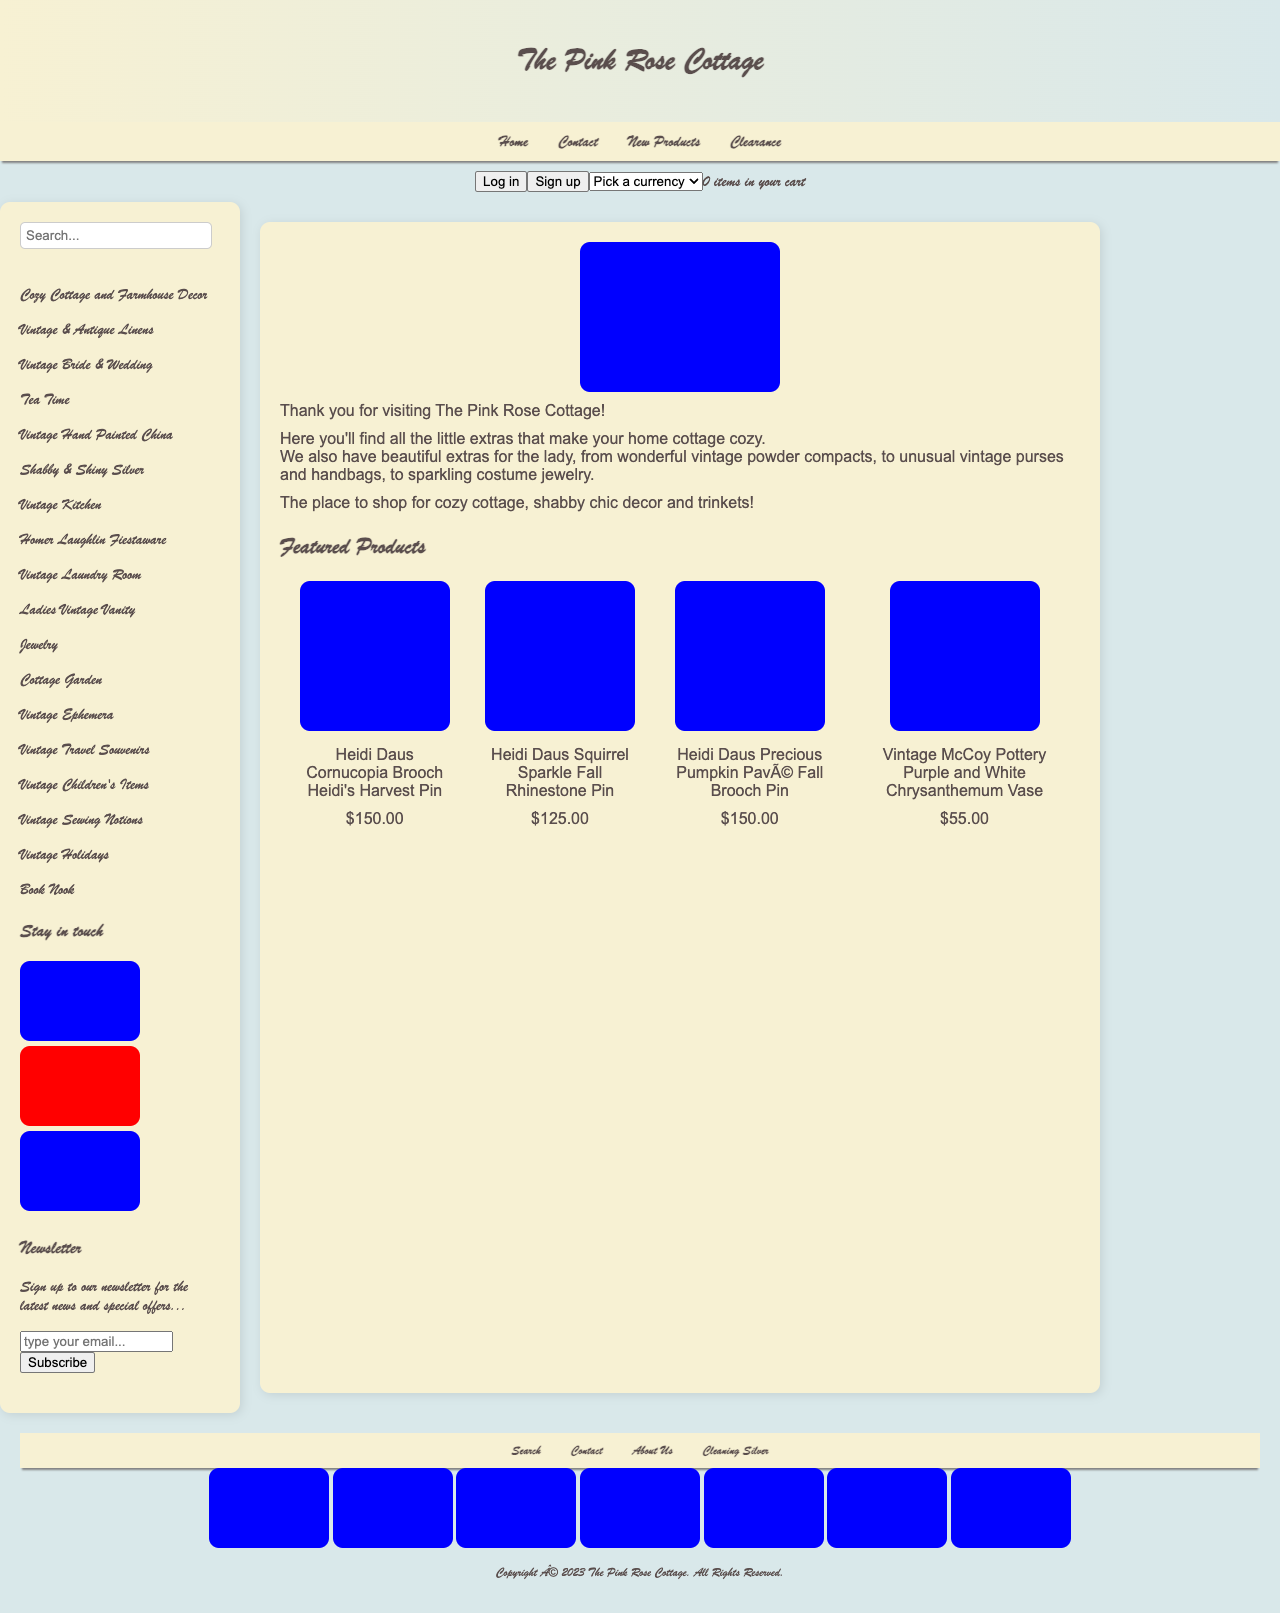 The Pink Rose Cottage
Home Contact New Products Clearance
Log in Sign up Pick a currency 0 items in your cart
Search...
Cozy Cottage and Farmhouse Decor
Vintage & Antique Linens
Vintage Bride & Wedding
Tea Time
Vintage Hand Painted China
Shabby & Shiny Silver
Vintage Kitchen
Homer Laughlin Fiestaware
Vintage Laundry Room
Ladies Vintage Vanity
Jewelry
Cottage Garden
Vintage Ephemera
Vintage Travel Souvenirs
Vintage Children's Items
Vintage Sewing Notions
Vintage Holidays
Book Nook
Stay in touch
Newsletter
Sign up to our newsletter for the
latest news and special offers...
type your email...
Subscribe
Thank you for visiting The Pink Rose Cottage!
Here you'll find all the little extras that make your home cottage cozy.
We also have beautiful extras for the lady, from wonderful vintage powder compacts, to unusual vintage purses
and handbags, to sparkling costume jewelry.
The place to shop for cozy cottage, shabby chic decor and trinkets!
Featured Products
Heidi Daus
Cornucopia Brooch
Heidi's Harvest Pin
$150.00
Heidi Daus Squirrel
Sparkle Fall
Rhinestone Pin
$125.00
Heidi Daus Precious
Pumpkin PavÃ© Fall
Brooch Pin
$150.00
Vintage McCoy Pottery
Purple and White
Chrysanthemum Vase
$55.00
Search Contact About Us Cleaning Silver
Copyright Â© 2023 The Pink Rose Cottage. All Rights Reserved.